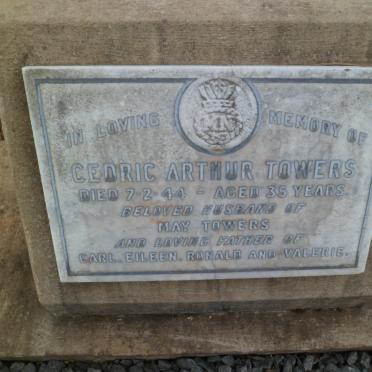 IN LOVING MEMORY OF
CEDRIC ARTHUR TOWERS
DIED 7-2-44 - AGED 35 YEARS.
BELOVED HUSBAND OF
MAY TOWERS
AND LOVING FATHER OF
CARL, EILEEN, RONALD AND VALERIE.